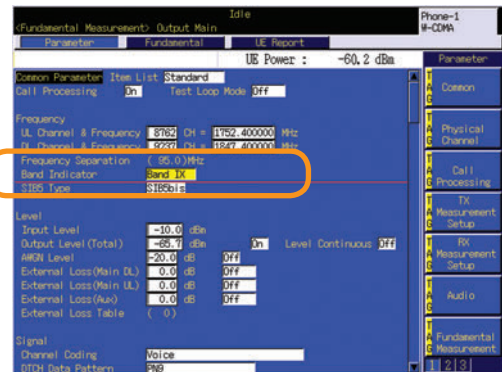 Idle
<Fundamental Measurement> Output Main
Phone-1
W-CDMA
Parameter Fundamental UE Report
UE Power : -60.2 dBm
Parameter
Common Parameter Item List Standard
Call Processing On Test Loop Mode Off
Frequency
UL Channel & Frequency 8762 CH = 1752.400000 MHz
DL Channel & Frequency 9237 CH = 1847.400000 MHz
Frequency Separation ( 95.0)MHz
Band Indicator Band IX
SIB5 Type SIB5bis
Level
Input Level -10.0 dBm
Output Level(Total) -65.7 dBm On Level Continuous Off
AWGN Level -20.0 dB Off
External Loss(Main DL) 0.0 dB Off
External Loss(Main UL) 0.0 dB Off
External Loss(Aux) 0.0 dB Off
External Loss Table ( 0)
Signal
Channel Coding Voice
DTCH Data Pattern PN9
TAG Common
TAG Physical Channel
TAG Call Processing
TAG TX Measurement Setup
TAG RX Measurement Setup
TAG Audio
TAG Fundamental Measurement
1 2 3